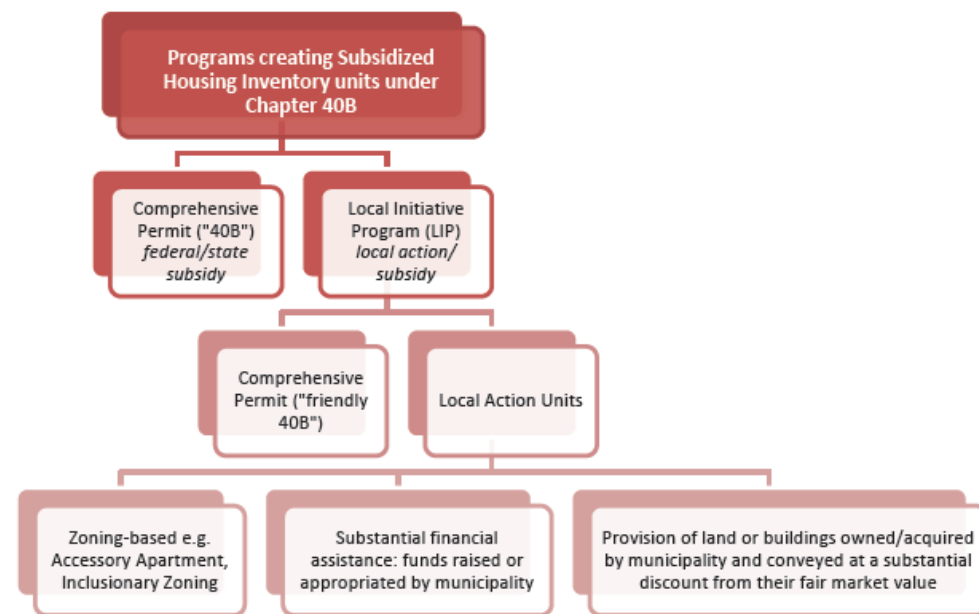 Programs creating Subsidized
Housing Inventory units under
Chapter 40B
Comprehensive
Permit ("40B")
federal/state
subsidy
Local Initiative
Program (LIP)
local action/
subsidy
Comprehensive
Permit ("friendly
40B")
Local Action Units
Zoning-based e.g.
Accessory Apartment,
Inclusionary Zoning
Substantial financial
assistance: funds raised or
appropriated by municipality
Provision of land or buildings owned/acquired
by municipality and conveyed at a substantial
discount from their fair market value